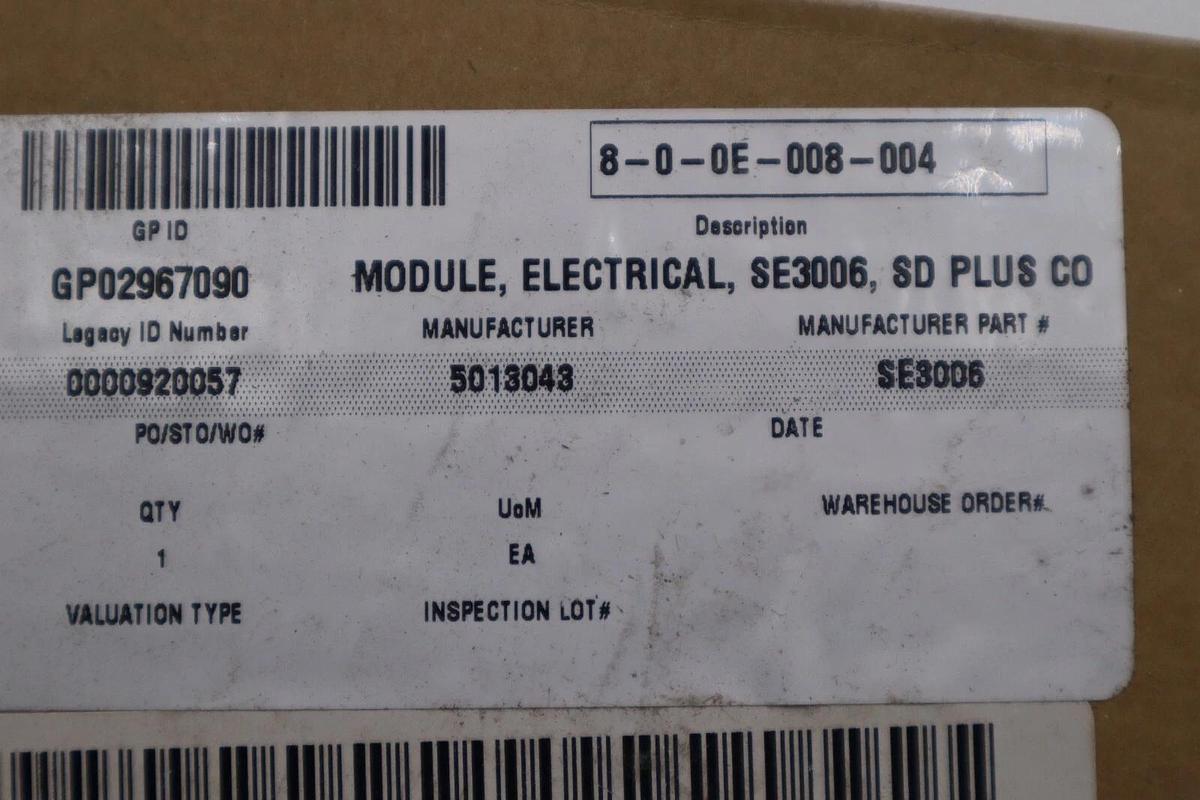 8-0-0E-008-004
GP ID
Description
GP02967090
MODULE, ELECTRICAL, SE3006, SD PLUS CO
Legacy ID Number
MANUFACTURER
MANUFACTURER PART #
0000920057
5013043
SE3006
PO/STO/WO#
DATE
QTY
UoM
WAREHOUSE ORDER#
1
EA
VALUATION TYPE
INSPECTION LOT#